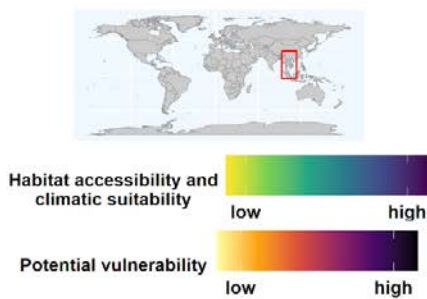 Habitat accessibility and
climatic suitability
low high
Potential vulnerability
low high